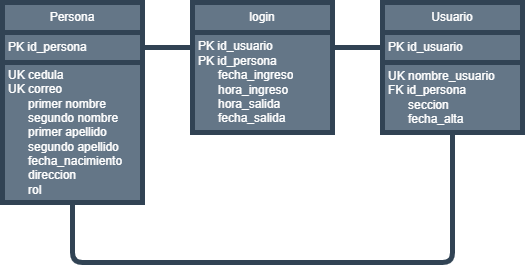 Persona
PK id_persona
UK cedula
UK correo
primer nombre
segundo nombre
primer apellido
segundo apellido
fecha_nacimiento
direccion
rol
login
PK id_usuario
PK id_persona
fecha_ingreso
hora_ingreso
hora_salida
fecha_salida
Usuario
PK id_usuario
UK nombre_usuario
FK id_persona
seccion
fecha_alta